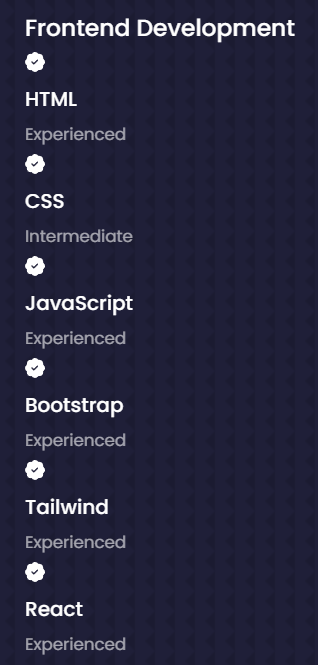 Frontend Development
HTML
Experienced
CSS
Intermediate
JavaScript
Experienced
Bootstrap
Experienced
Tailwind
Experienced
React
Experienced